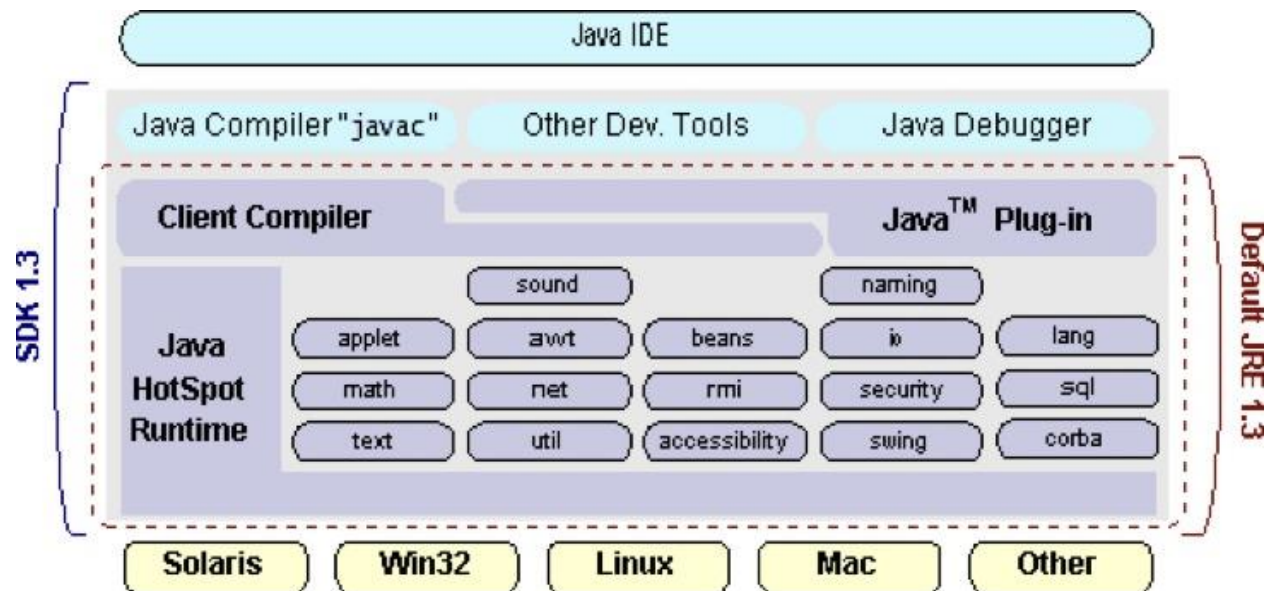 Java IDE
Java Compiler "javac"
Other Dev. Tools
Java Debugger
SDK 1.3
Default JRE 1.3
Client Compiler
Java™ Plug-in
Java
HotSpot
Runtime
sound
naming
applet
awt
beans
io
lang
math
net
rmi
security
sql
text
util
accessibility
swing
corba
Solaris
Win32
Linux
Mac
Other